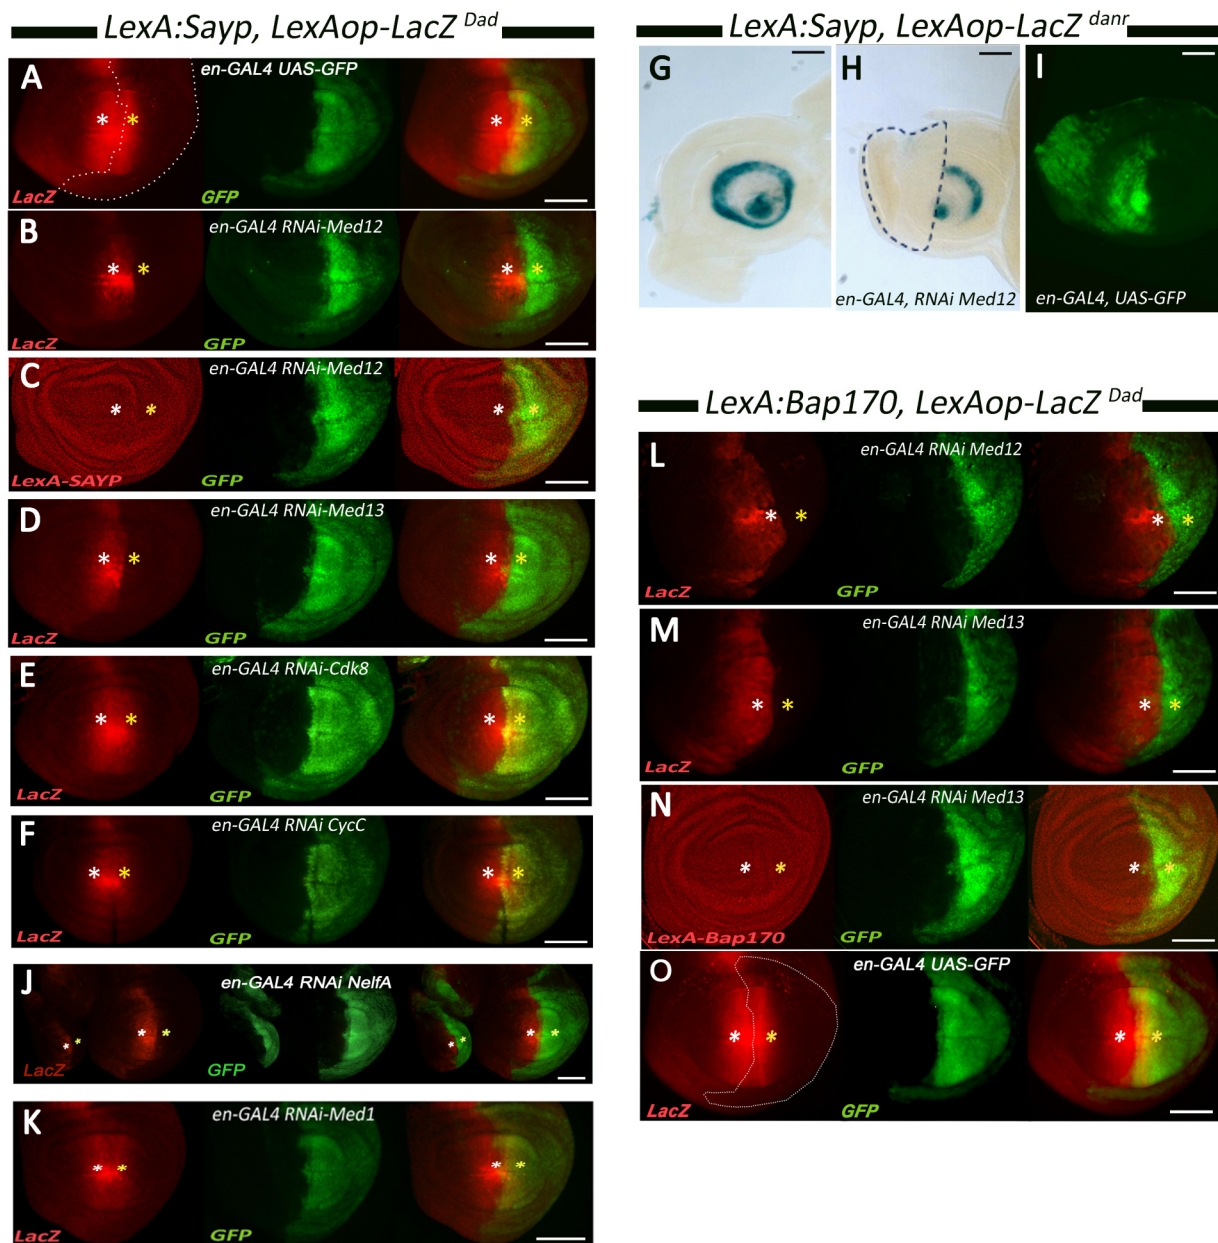 LexA:Sayp, LexAop-LacZ Dad
A
en-GAL4 UAS-GFP
* *
* *
LacZ
GFP
B
en-GAL4 RNAi-Med12
* *
* *
LacZ
GFP
C
en-GAL4 RNAi-Med12
* *
* *
LexA-SAYP
GFP
D
en-GAL4 RNAi-Med13
* *
* *
LacZ
GFP
E
en-GAL4 RNAi-Cdk8
* *
* *
LacZ
GFP
F
en-GAL4 RNAi CycC
* *
* *
LacZ
GFP
J
en-GAL4 RNAi NelfA
* *
* *
* *
* *
LacZ
GFP
K
en-GAL4 RNAi-Med1
* *
* *
LacZ
GFP
LexA:Sayp, LexAop-LacZ danr
G
H
I
en-GAL4, RNAi Med12
en-GAL4, UAS-GFP
LexA:Bap170, LexAop-LacZ Dad
L
en-GAL4 RNAi Med12
* *
* *
LacZ
GFP
M
en-GAL4 RNAi Med13
* *
* *
LacZ
GFP
N
en-GAL4 RNAi Med13
* *
* *
LexA-Bap170
GFP
O
en-GAL4 UAS-GFP
* *
* *
LacZ
GFP